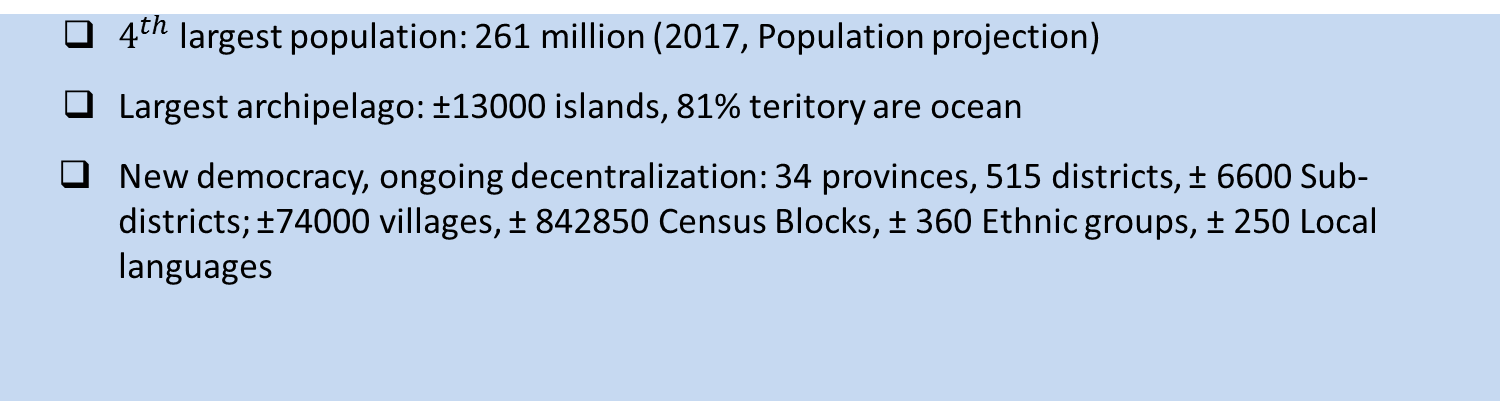 ❑ 4th largest population: 261 million (2017, Population projection)
❑ Largest archipelago: ±13000 islands, 81% teritory are ocean
❑ New democracy, ongoing decentralization: 34 provinces, 515 districts, ± 6600 Sub-
districts; ±74000 villages, ± 842850 Census Blocks, ± 360 Ethnic groups, ± 250 Local
languages